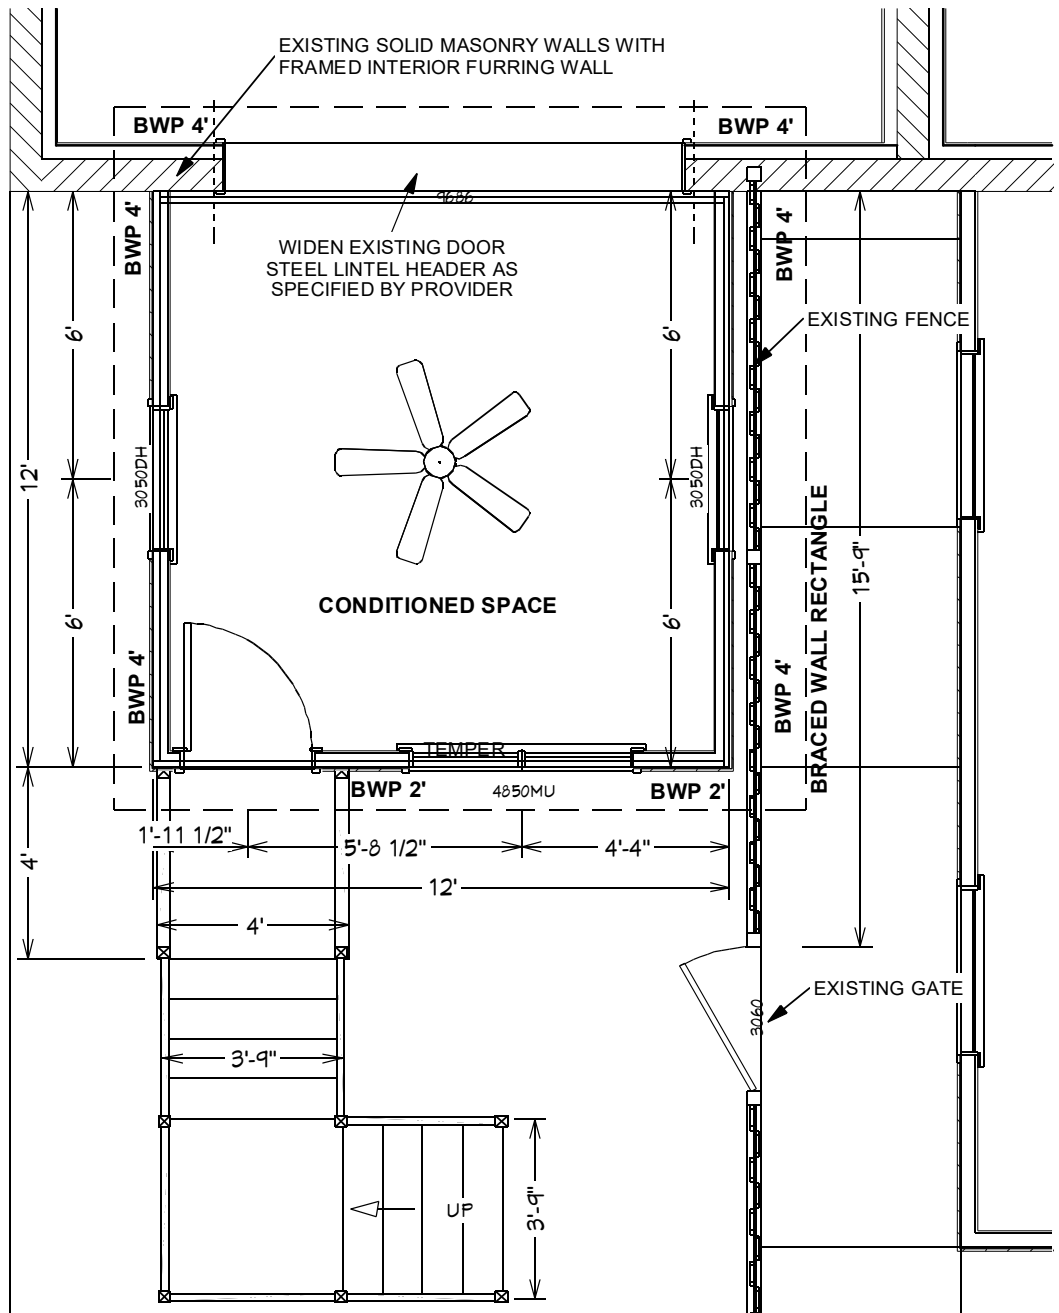 EXISTING SOLID MASONRY WALLS WITH
FRAMED INTERIOR FURRING WALL
BWP 4'
BWP 4'
9686
BWP 4'
BWP 4'
WIDEN EXISTING DOOR
STEEL LINTEL HEADER AS
SPECIFIED BY PROVIDER
EXISTING FENCE
6'
6'
12'
3050DH
3050DH
15'-9"
BRACED WALL RECTANGLE
CONDITIONED SPACE
6'
6'
BWP 4'
BWP 4'
TEMPER
BWP 2'
4850MU
BWP 2'
1'-11 1/2"
5'-8 1/2"
4'-4"
4'
12'
4'
EXISTING GATE
3060
3'-9"
UP
3'-9"